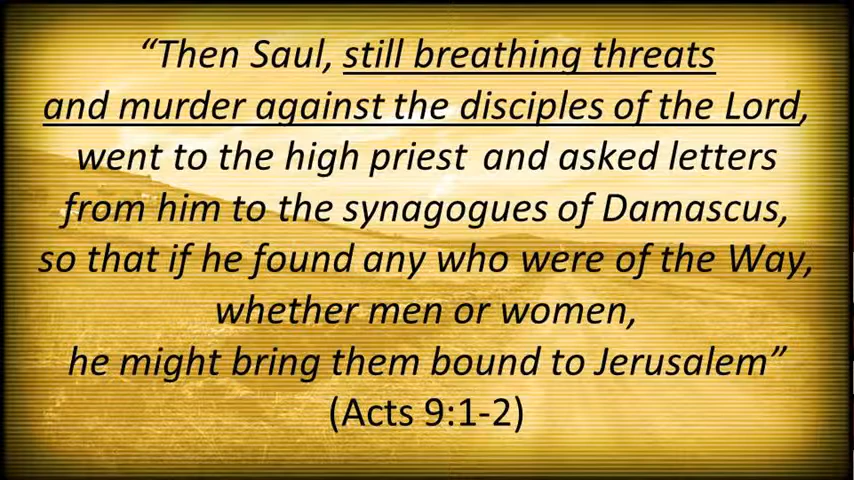 “Then Saul, still breathing threats
and murder against the disciples of the Lord,
went to the high priest and asked letters
from him to the synagogues of Damascus,
so that if he found any who were of the Way,
whether men or women,
he might bring them bound to Jerusalem”
(Acts 9:1-2)